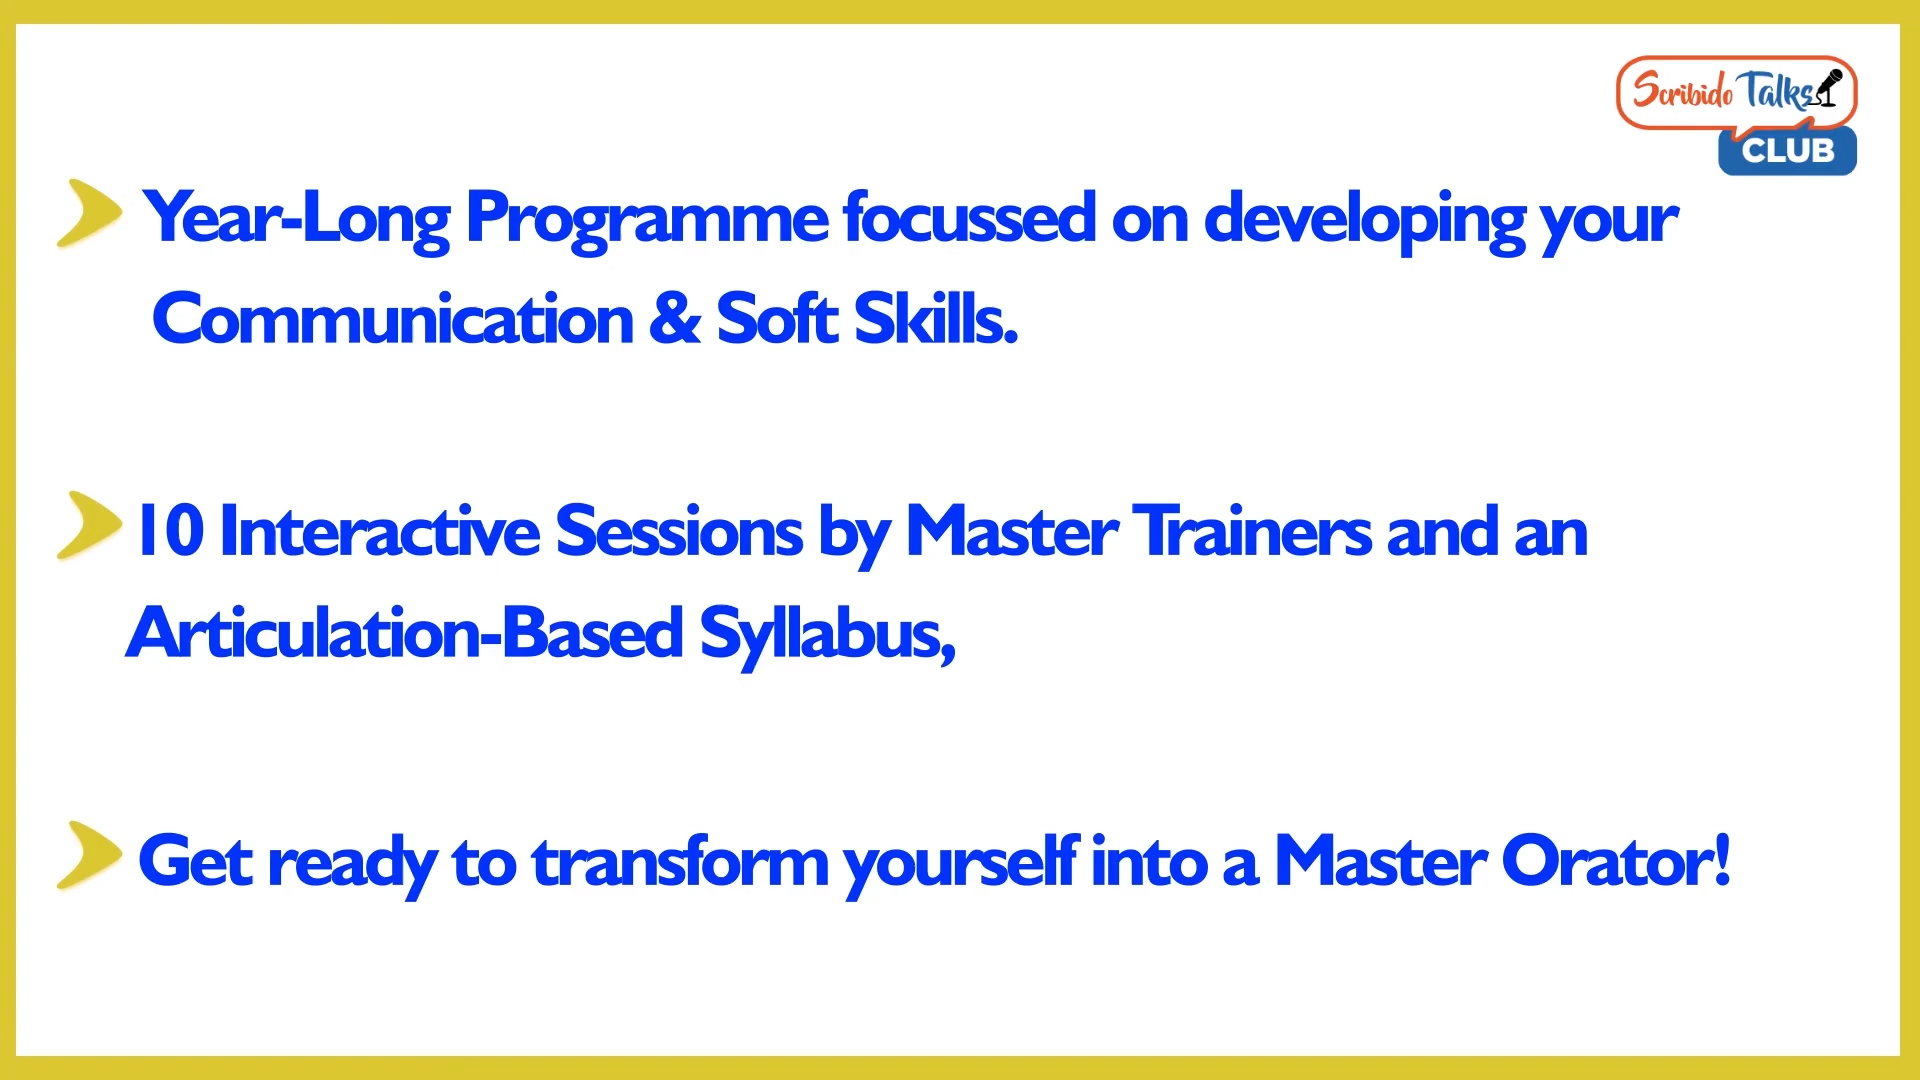 Scribido Talks
CLUB
Year-Long Programme focussed on developing your
Communication & Soft Skills.
10 Interactive Sessions by Master Trainers and an
Articulation-Based Syllabus,
Get ready to transform yourself into a Master Orator!